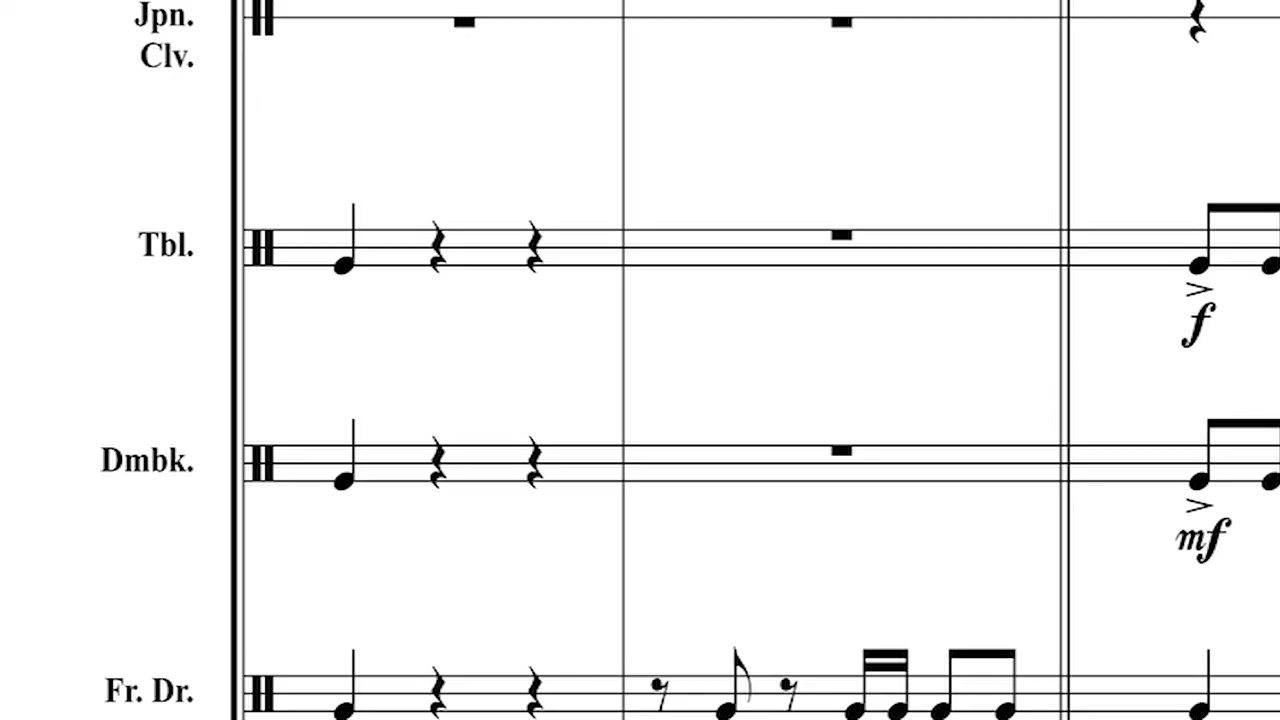 Jpn.
Clv.
Tbl.
f
Dmbk.
mf
Fr. Dr.